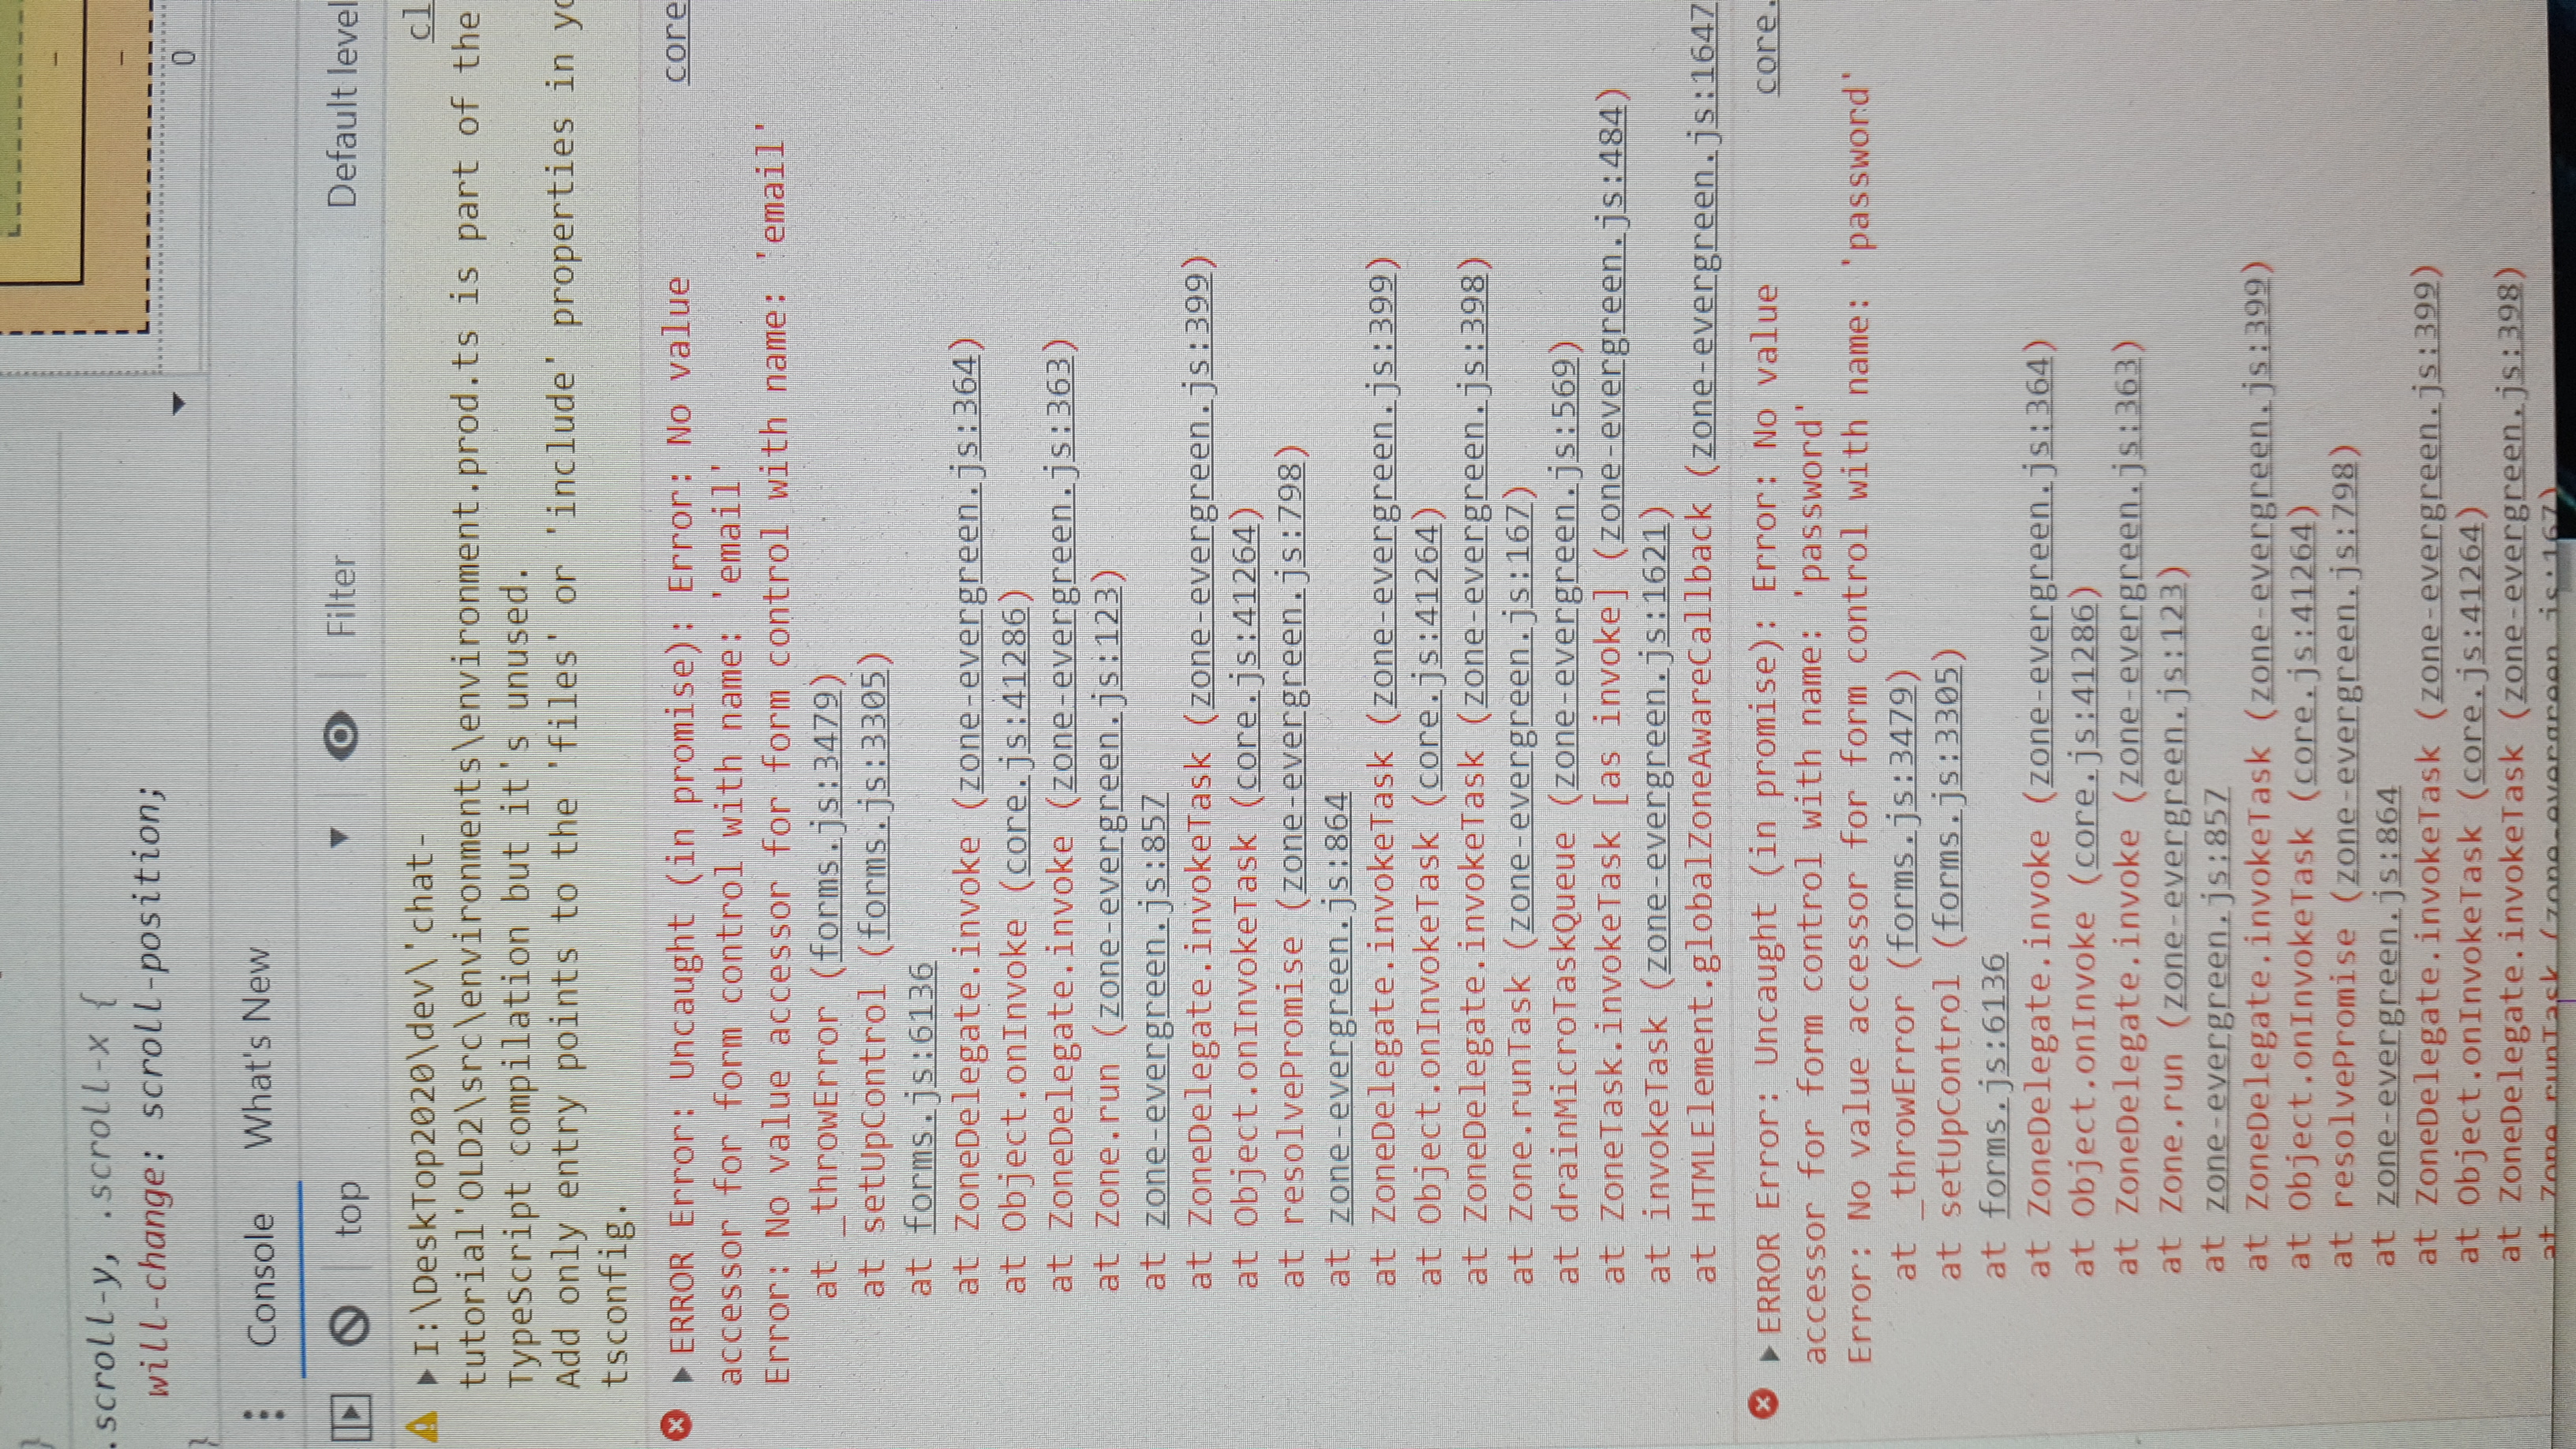 }
.scroll-y, .scroll-x {
will-change: scroll-position;
}
–
–
0
Console What's New
top Filter Default level
I:\DeskTop2020\dev\'chat- cl
tutorial'OLD2\src\environments\environment.prod.ts is part of the
TypeScript compilation but it's unused.
Add only entry points to the 'files' or 'include' properties in yo
tsconfig.
ERROR Error: Uncaught (in promise): Error: No value core
accessor for form control with name: 'email'
Error: No value accessor for form control with name: 'email'
at _throwError (forms.js:3479)
at setUpControl (forms.js:3305)
at forms.js:6136
at ZoneDelegate.invoke (zone-evergreen.js:364)
at Object.onInvoke (core.js:41286)
at ZoneDelegate.invoke (zone-evergreen.js:363)
at Zone.run (zone-evergreen.js:123)
at zone-evergreen.js:857
at ZoneDelegate.invokeTask (zone-evergreen.js:399)
at Object.onInvokeTask (core.js:41264)
at resolvePromise (zone-evergreen.js:798)
at zone-evergreen.js:864
at ZoneDelegate.invokeTask (zone-evergreen.js:399)
at Object.onInvokeTask (core.js:41264)
at ZoneDelegate.invokeTask (zone-evergreen.js:398)
at Zone.runTask (zone-evergreen.js:167)
at drainMicroTaskQueue (zone-evergreen.js:569)
at ZoneTask.invokeTask [as invoke] (zone-evergreen.js:484)
at invokeTask (zone-evergreen.js:1621)
at HTMLElement.globalZoneAwareCallback (zone-evergreen.js:1647
ERROR Error: Uncaught (in promise): Error: No value core.
accessor for form control with name: 'password'
Error: No value accessor for form control with name: 'password'
at _throwError (forms.js:3479)
at setUpControl (forms.js:3305)
at forms.js:6136
at ZoneDelegate.invoke (zone-evergreen.js:364)
at Object.onInvoke (core.js:41286)
at ZoneDelegate.invoke (zone-evergreen.js:363)
at Zone.run (zone-evergreen.js:123)
at zone-evergreen.js:857
at ZoneDelegate.invokeTask (zone-evergreen.js:399)
at Object.onInvokeTask (core.js:41264)
at resolvePromise (zone-evergreen.js:798)
at zone-evergreen.js:864
at ZoneDelegate.invokeTask (zone-evergreen.js:399)
at Object.onInvokeTask (core.js:41264)
at ZoneDelegate.invokeTask (zone-evergreen.js:398)
at Zone.runTask (zone-evergreen.js:167)